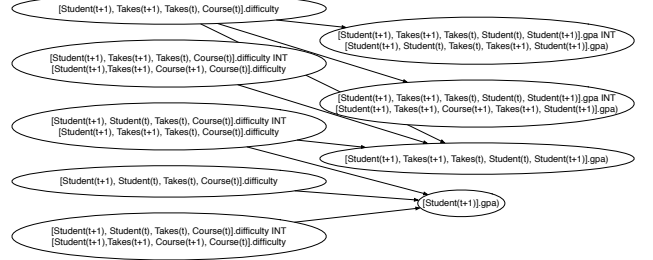 [Student(t+1), Takes(t+1), Takes(t), Course(t)].difficulty
[Student(t+1), Takes(t+1), Takes(t), Student(t), Student(t+1)].gpa INT
[Student(t+1), Student(t), Takes(t), Takes(t+1), Student(t+1)].gpa)
[Student(t+1), Takes(t+1), Takes(t), Course(t)].difficulty INT
[Student(t+1),Takes(t+1), Course(t+1), Course(t)].difficulty
[Student(t+1), Takes(t+1), Takes(t), Student(t), Student(t+1)].gpa INT
[Student(t+1), Takes(t+1), Course(t+1), Takes(t+1), Student(t+1)].gpa)
[Student(t+1), Student(t), Takes(t), Course(t)].difficulty INT
[Student(t+1), Takes(t+1), Takes(t), Course(t)].difficulty
[Student(t+1), Takes(t+1), Takes(t), Student(t), Student(t+1)].gpa)
[Student(t+1), Student(t), Takes(t), Course(t)].difficulty
[Student(t+1)].gpa)
[Student(t+1), Student(t), Takes(t), Course(t)].difficulty INT
[Student(t+1),Takes(t+1), Course(t+1), Course(t)].difficulty